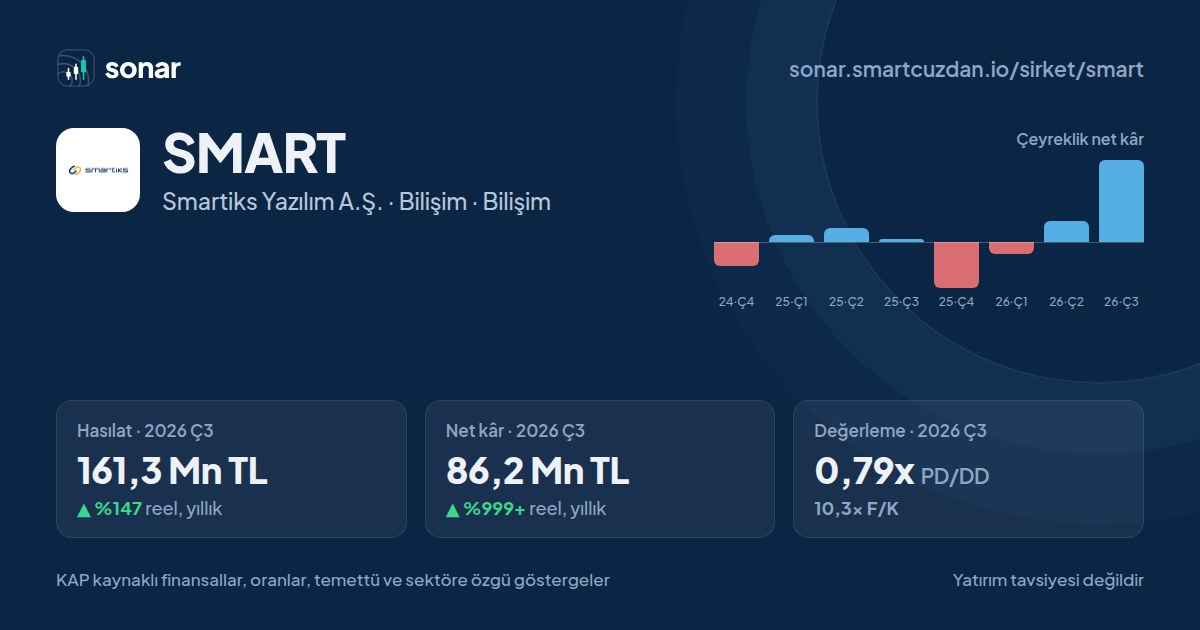 sonar
sonar.smartcuzdan.io/sirket/smart
smartiks
SMART
Smartiks Yazılım A.Ş. · Bilişim · Bilişim
Çeyreklik net kâr
24·Ç4 25·Ç1 25·Ç2 25·Ç3 25·Ç4 26·Ç1 26·Ç2 26·Ç3
Hasılat · 2026 Ç3
161,3 Mn TL
▲ %147 reel, yıllık
Net kâr · 2026 Ç3
86,2 Mn TL
▲ %999+ reel, yıllık
Değerleme · 2026 Ç3
0,79x PD/DD
10,3× F/K
KAP kaynaklı finansallar, oranlar, temettü ve sektöre özgü göstergeler
Yatırım tavsiyesi değildir